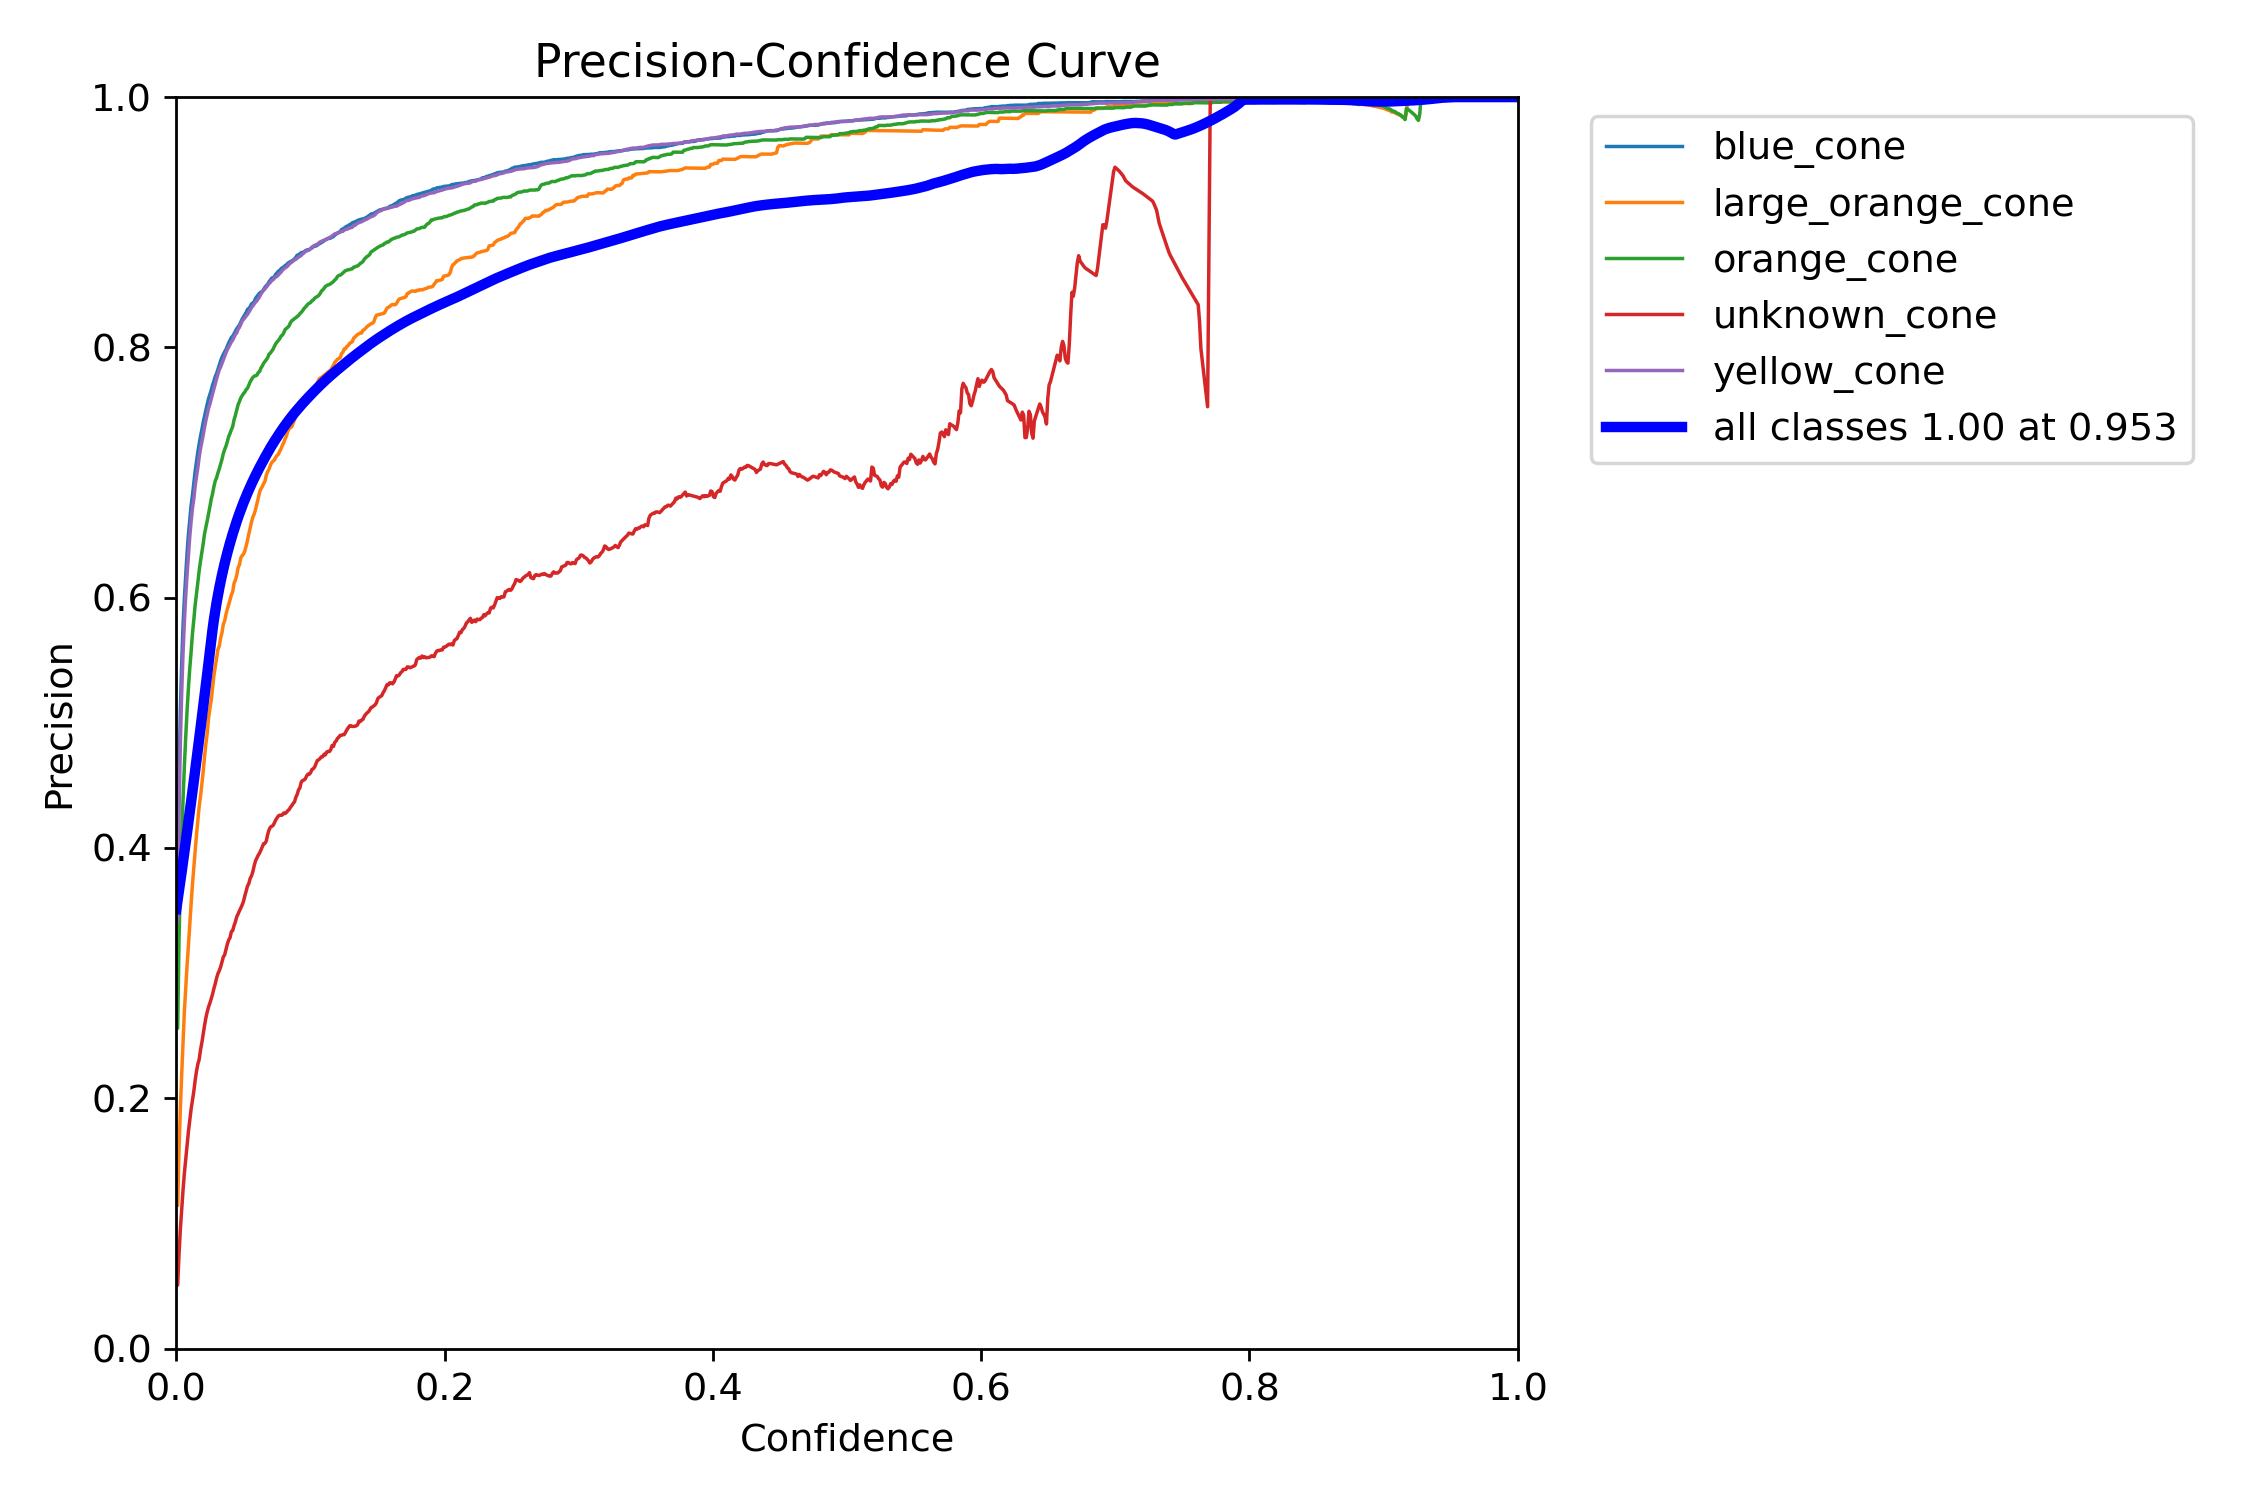 Precision-Confidence Curve
1.0
0.8
0.6
0.4
0.2
0.0
Precision
0.0 0.2 0.4 0.6 0.8 1.0
Confidence
blue_cone
large_orange_cone
orange_cone
unknown_cone
yellow_cone
all classes 1.00 at 0.953